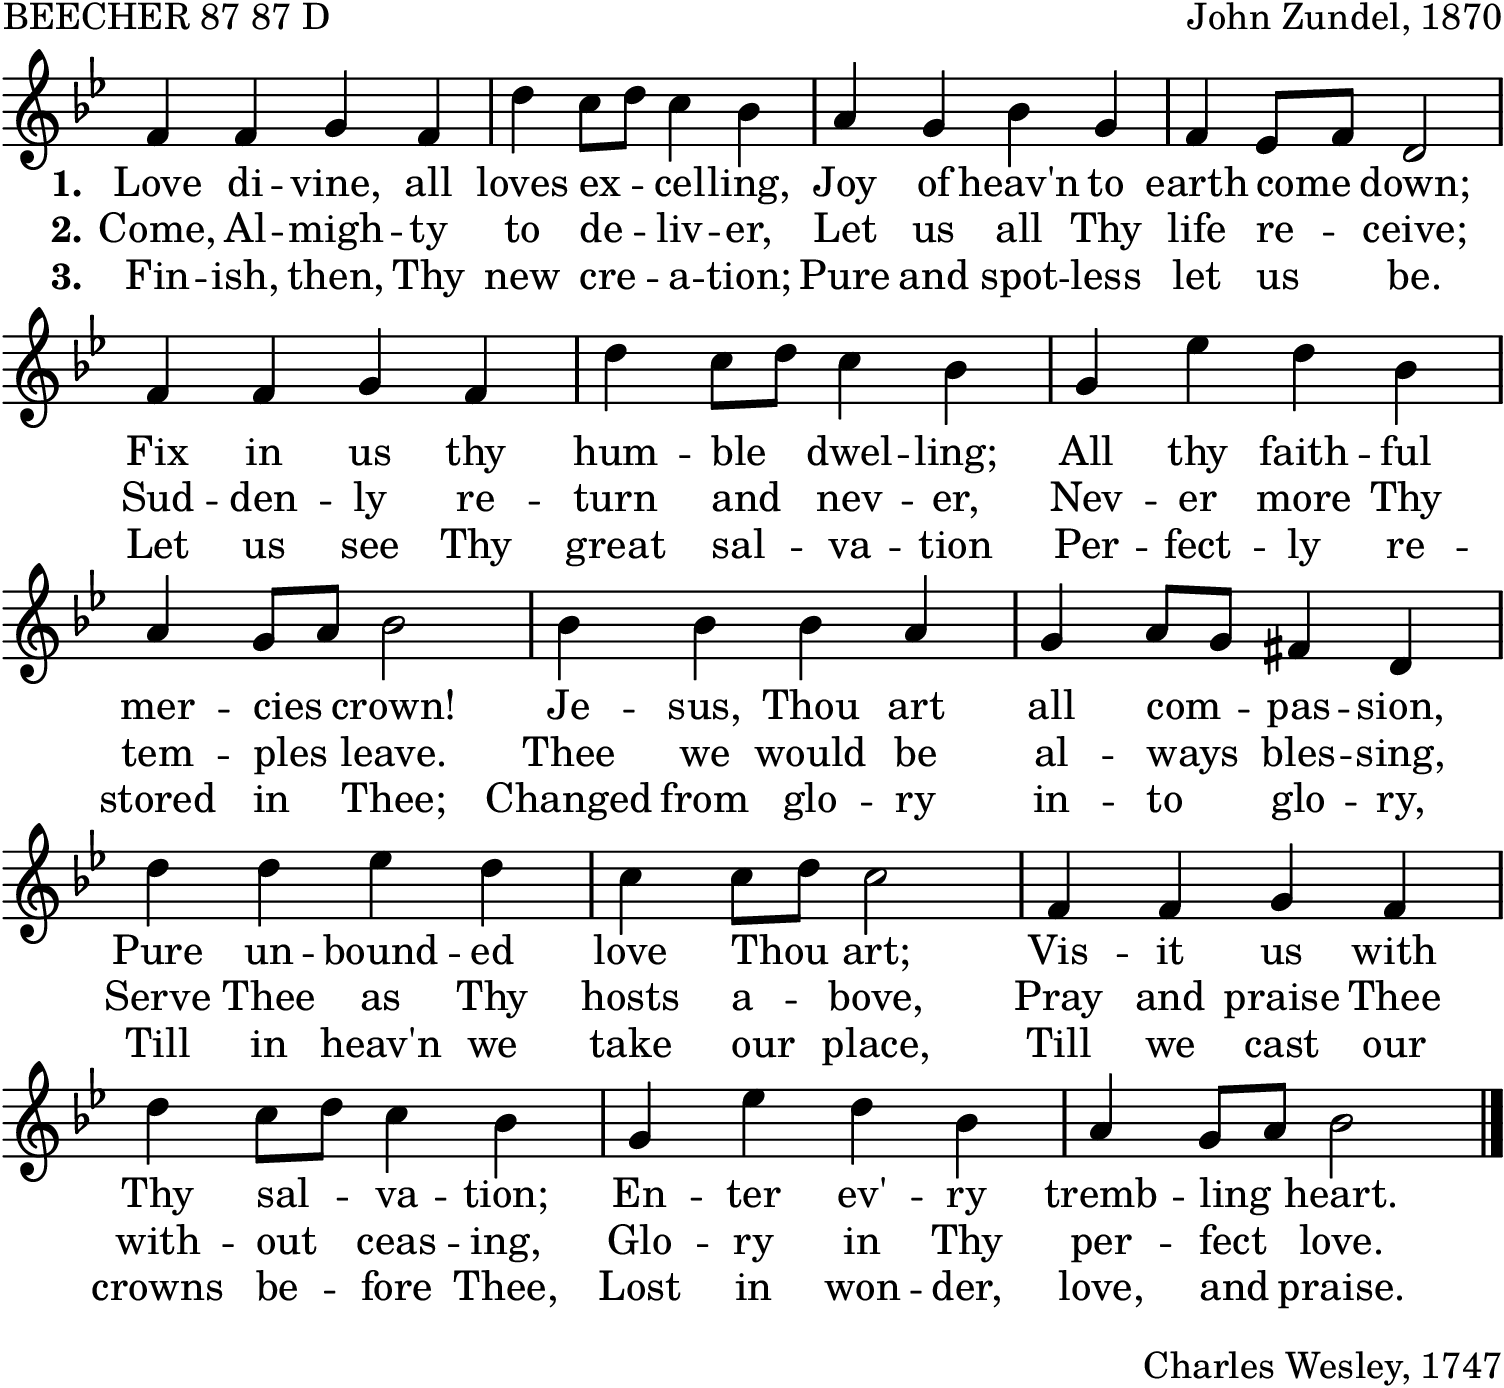 BEECHER 87 87 D John Zundel, 1870
1. Love di -- vine, all loves ex -- celling, Joy of heav'n to earth come down;
2. Come, Al -- migh -- ty to de -- liv -- er, Let us all Thy life re -- ceive;
3. Fin -- ish, then, Thy new cre -- a -- tion; Pure and spot -- less let us be.
Fix in us thy hum -- ble dwel -- ling; All thy faith -- ful
Sud -- den -- ly re -- turn and nev -- er, Nev -- er more Thy
Let us see Thy great sal -- va -- tion Per -- fect -- ly re --
mer -- cies crown! Je -- sus, Thou art all com -- pas -- sion,
tem -- ples leave. Thee we would be al -- ways bles -- sing,
stored in Thee; Changed from glo -- ry in -- to glo -- ry,
Pure un -- bound -- ed love Thou art; Vis -- it us with
Serve Thee as Thy hosts a -- bove, Pray and praise Thee
Till in heav'n we take our place, Till we cast our
Thy sal -- va -- tion; En -- ter ev' -- ry tremb -- ling heart.
with -- out ceas -- ing, Glo -- ry in Thy per -- fect love.
crowns be -- fore Thee, Lost in won -- der, love, and praise.
Charles Wesley, 1747